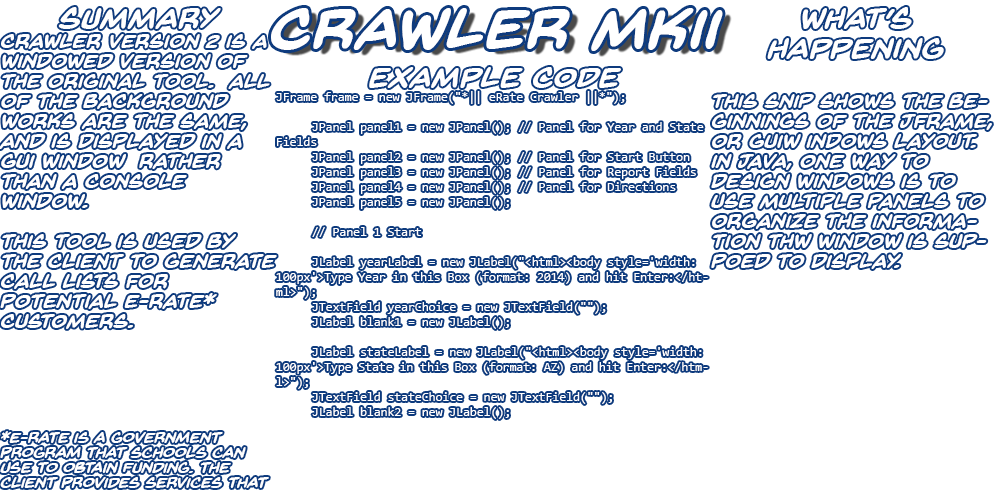 SUMMARY
CRAWLER VERSION 2 IS A
WINDOWED VERSION OF
THE ORIGINAL TOOL. ALL
OF THE BACKGROUND
WORKS ARE THE SAME,
AND IS DISPLAYED IN A
GUI WINDOW RATHER
THAN A CONSOLE
WINDOW.
THIS TOOL IS USED BY
THE CLIENT TO GENERATE
CALL LISTS FOR
POTENTIAL E-RATE*
CUSTOMERS.
*E-RATE IS A GOVERNMENT
PROGRAM THAT SCHOOLS CAN
USE TO OBTAIN FUNDING. THE
CLIENT PROVIDES SERVICES THAT
CRAWLER MKII
EXAMPLE CODE
JFrame frame = new JFrame("*|| eRate Crawler ||*");
JPanel panel1 = new JPanel(); // Panel for Year and State
Fields
JPanel panel2 = new JPanel(); // Panel for Start Button
JPanel panel3 = new JPanel(); // Panel for Report Fields
JPanel panel4 = new JPanel(); // Panel for Directions
JPanel panel5 = new JPanel();
// Panel 1 Start
JLabel yearLabel = new JLabel("<html><body style='width:
100px'>Type Year in this Box (format: 2014) and hit Enter:</ht-
ml>");
JTextField yearChoice = new JTextField("");
JLabel blank1 = new JLabel();
JLabel stateLabel = new JLabel("<html><body style='width:
100px'>Type State in this Box (format: AZ) and hit Enter:</htm-
l>");
JTextField stateChoice = new JTextField("");
JLabel blank2 = new JLabel();
WHAT'S
HAPPENING
THIS SNIP SHOWS THE BE-
GINNINGS OF THE JFRAME,
OR GUIW INDOWS LAYOUT.
IN JAVA, ONE WAY TO
DESIGN WINDOWS IS TO
USE MULTIPLE PANELS TO
ORGANIZE THE INFORMA-
TION THW WINDOW IS SUP-
POED TO DISPLAY.